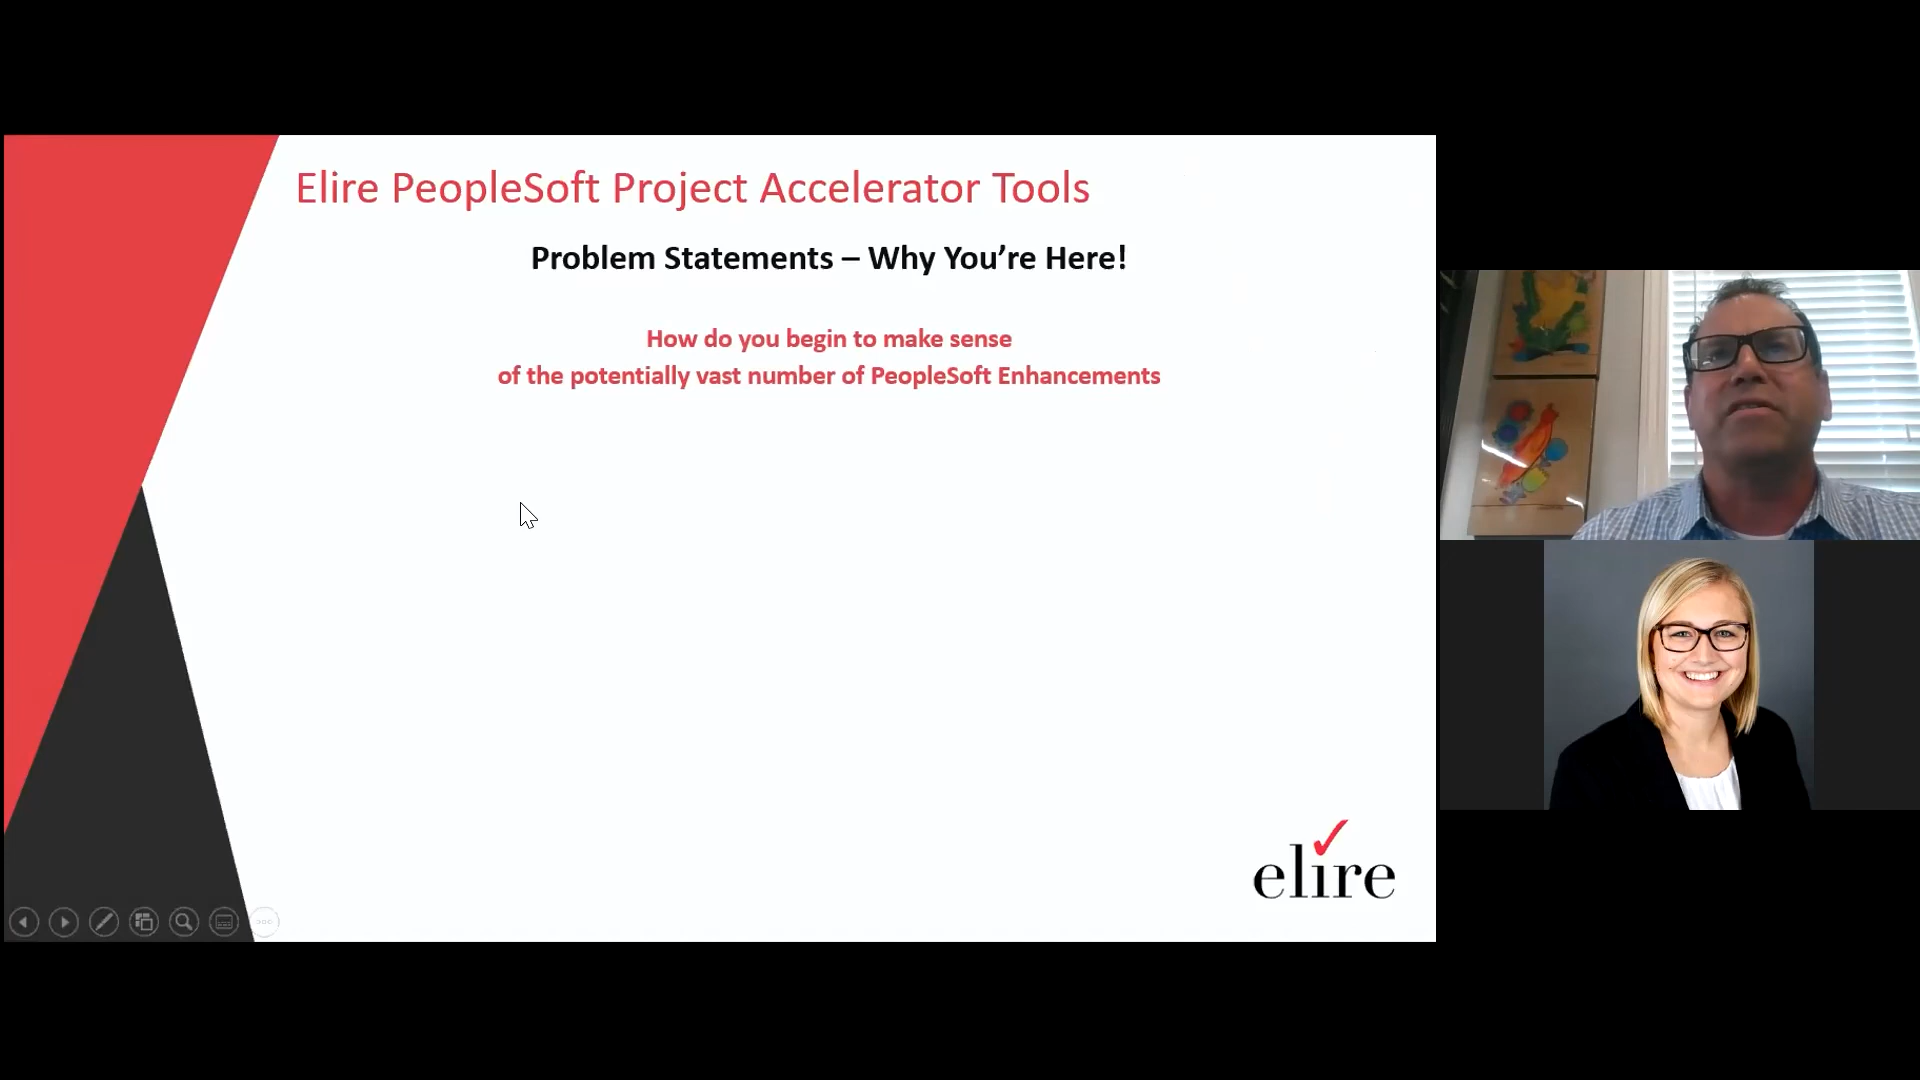 Elire PeopleSoft Project Accelerator Tools
Problem Statements – Why You’re Here!
How do you begin to make sense
of the potentially vast number of PeopleSoft Enhancements
elire